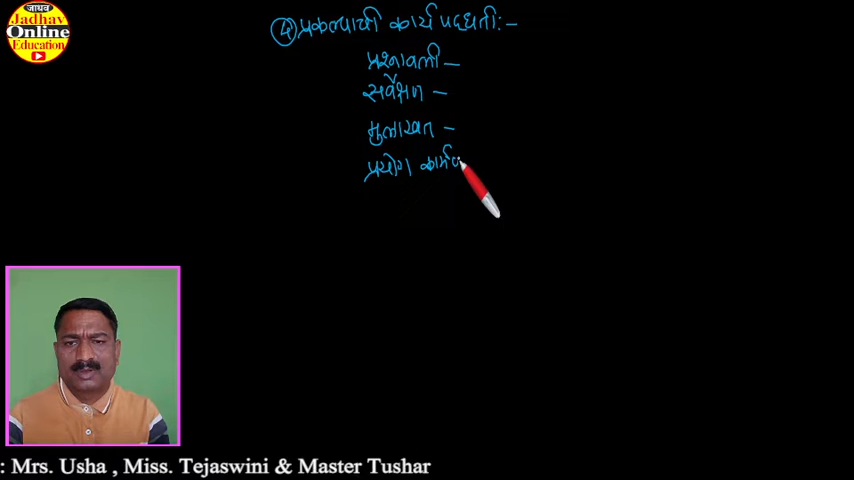 जाधव
Jadhav
Online
Education
④ प्रकल्पाची कार्य पद्धती:-
प्रश्नावली -
सर्वेक्षण -
मुलाखत -
प्रयोग कार्य
: Mrs. Usha , Miss. Tejaswini & Master Tushar